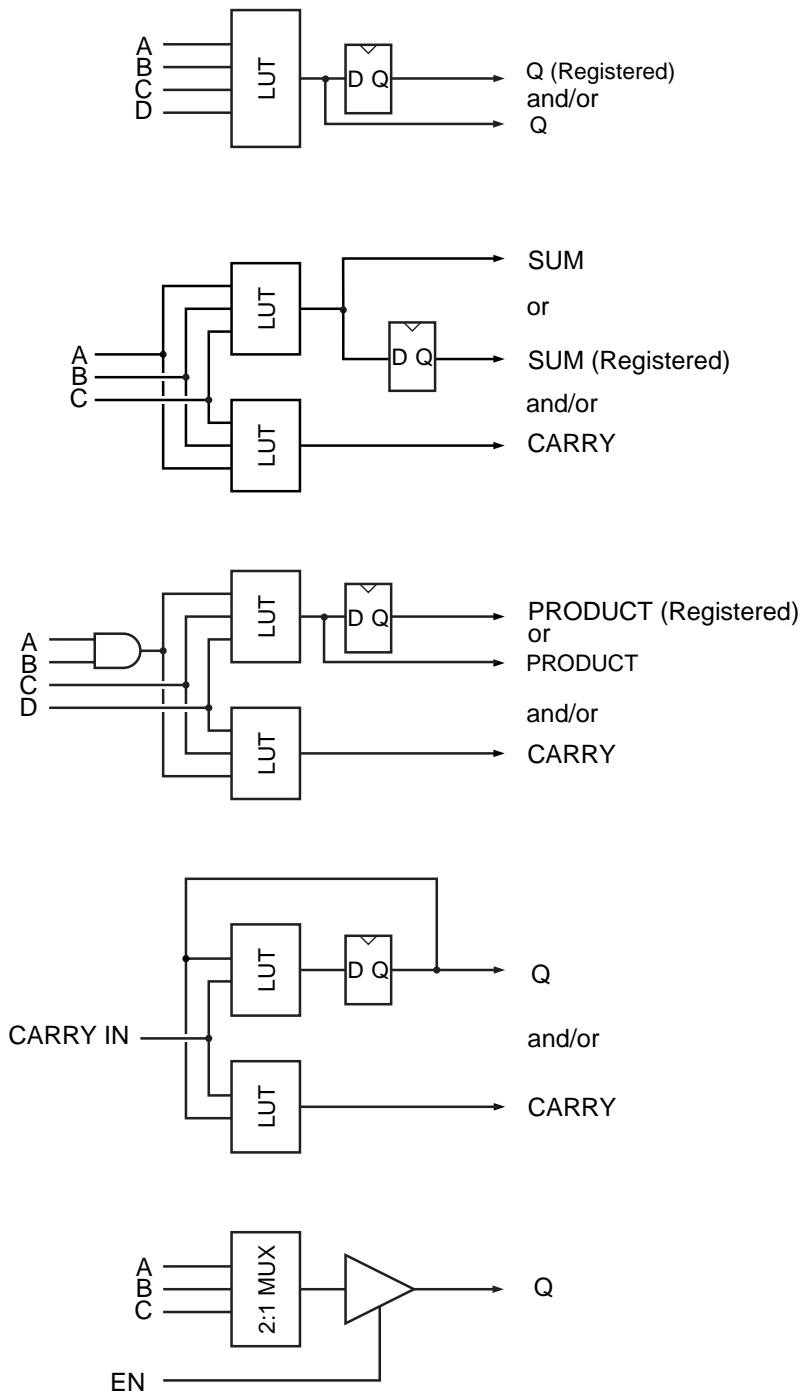 A
B
C
D
LUT
D Q
Q (Registered)
and/or
Q
A
B
C
LUT
LUT
D Q
SUM
or
SUM (Registered)
and/or
CARRY
A
B
C
D
LUT
LUT
D Q
PRODUCT (Registered)
or
PRODUCT
and/or
CARRY
CARRY IN
LUT
LUT
D Q
Q
and/or
CARRY
A
B
C
2:1 MUX
Q
EN